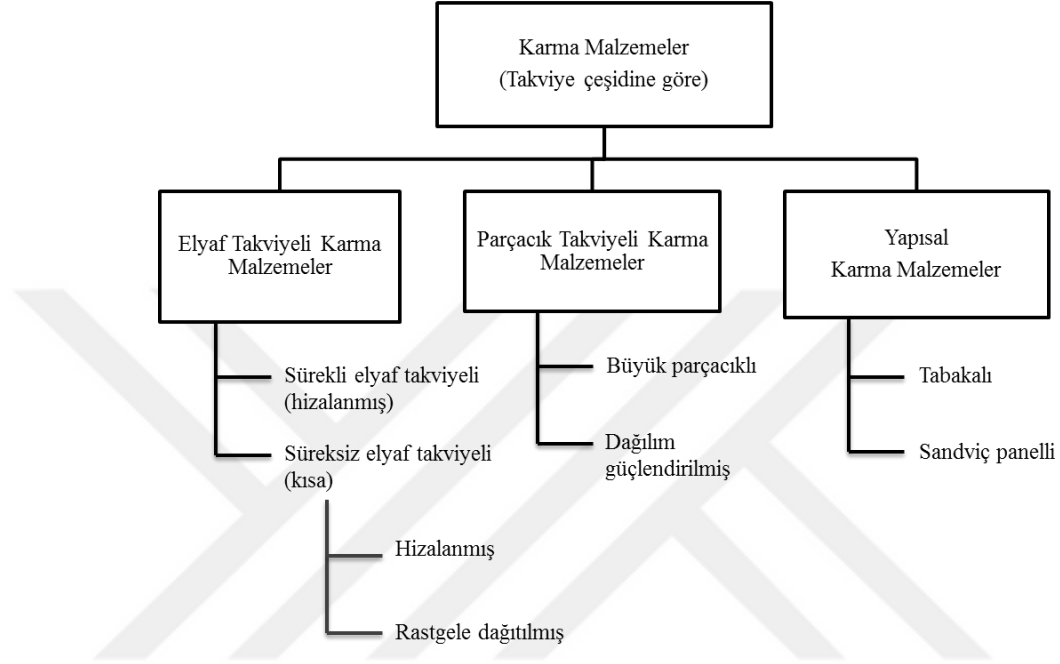 Karma Malzemeler
(Takviye çeşidine göre)
Elyaf Takviyeli Karma
Malzemeler
Parçacık Takviyeli Karma
Malzemeler
Yapısal
Karma Malzemeler
Sürekli elyaf takviyeli
(hizalanmış)
Süreksiz elyaf takviyeli
(kısa)
Hizalanmış
Rastgele dağıtılmış
Büyük parçacıklı
Dağılım
güçlendirilmiş
Tabakalı
Sandviç panelli